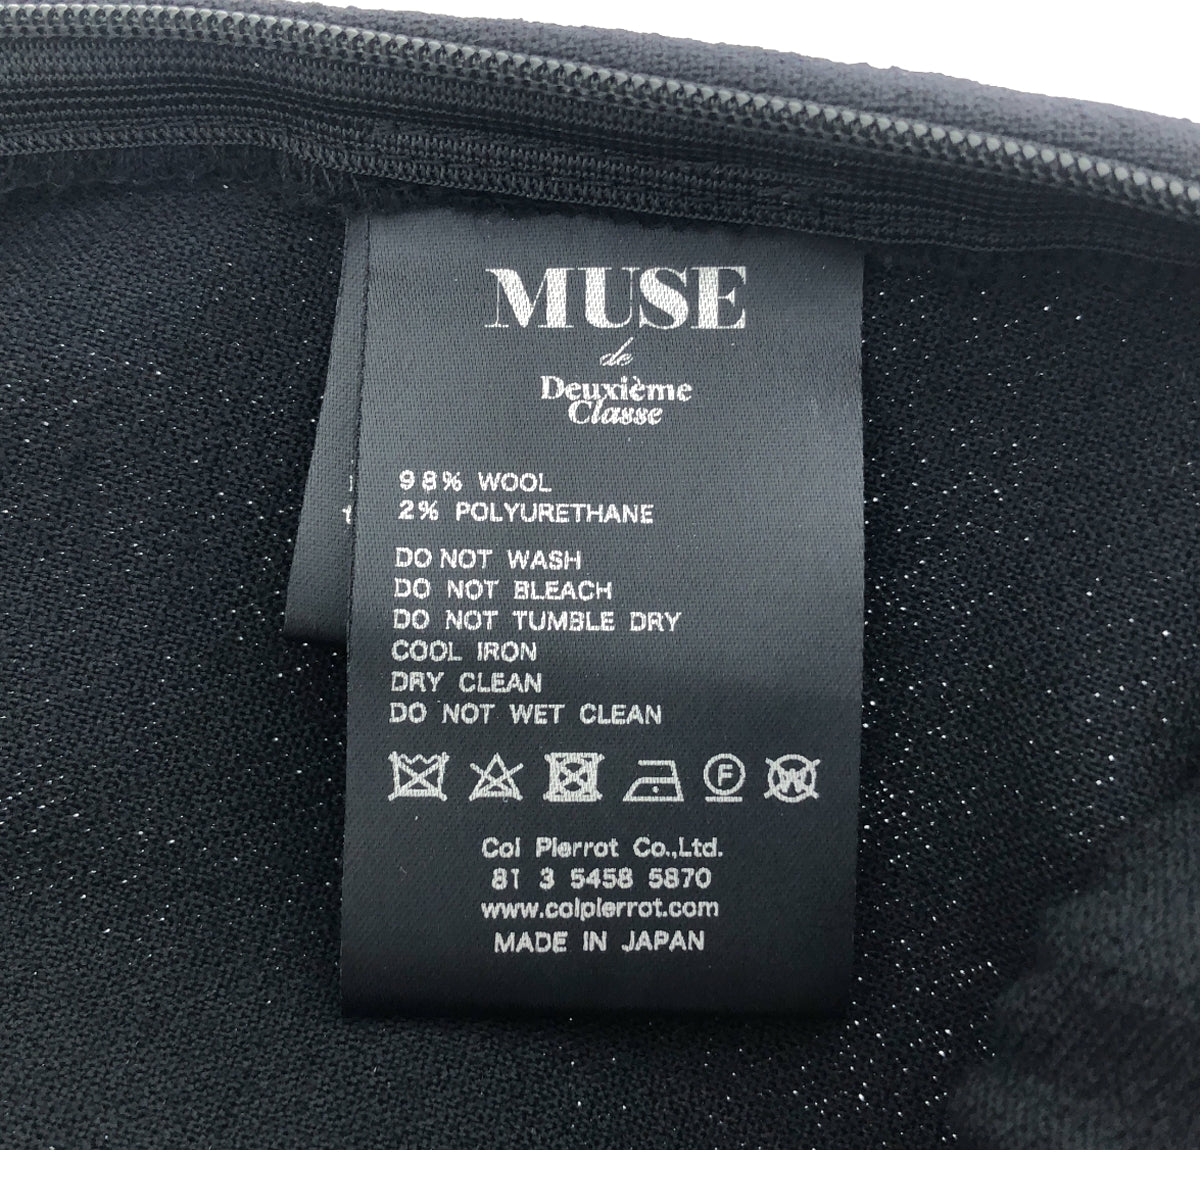 MUSE
de
Deuxième
Classe
98% WOOL
2% POLYURETHANE
DO NOT WASH
DO NOT BLEACH
DO NOT TUMBLE DRY
COOL IRON
DRY CLEAN
DO NOT WET CLEAN
F W
Col Pierrot Co.,Ltd.
81 3 5458 5870
www.colpierrot.com
MADE IN JAPAN